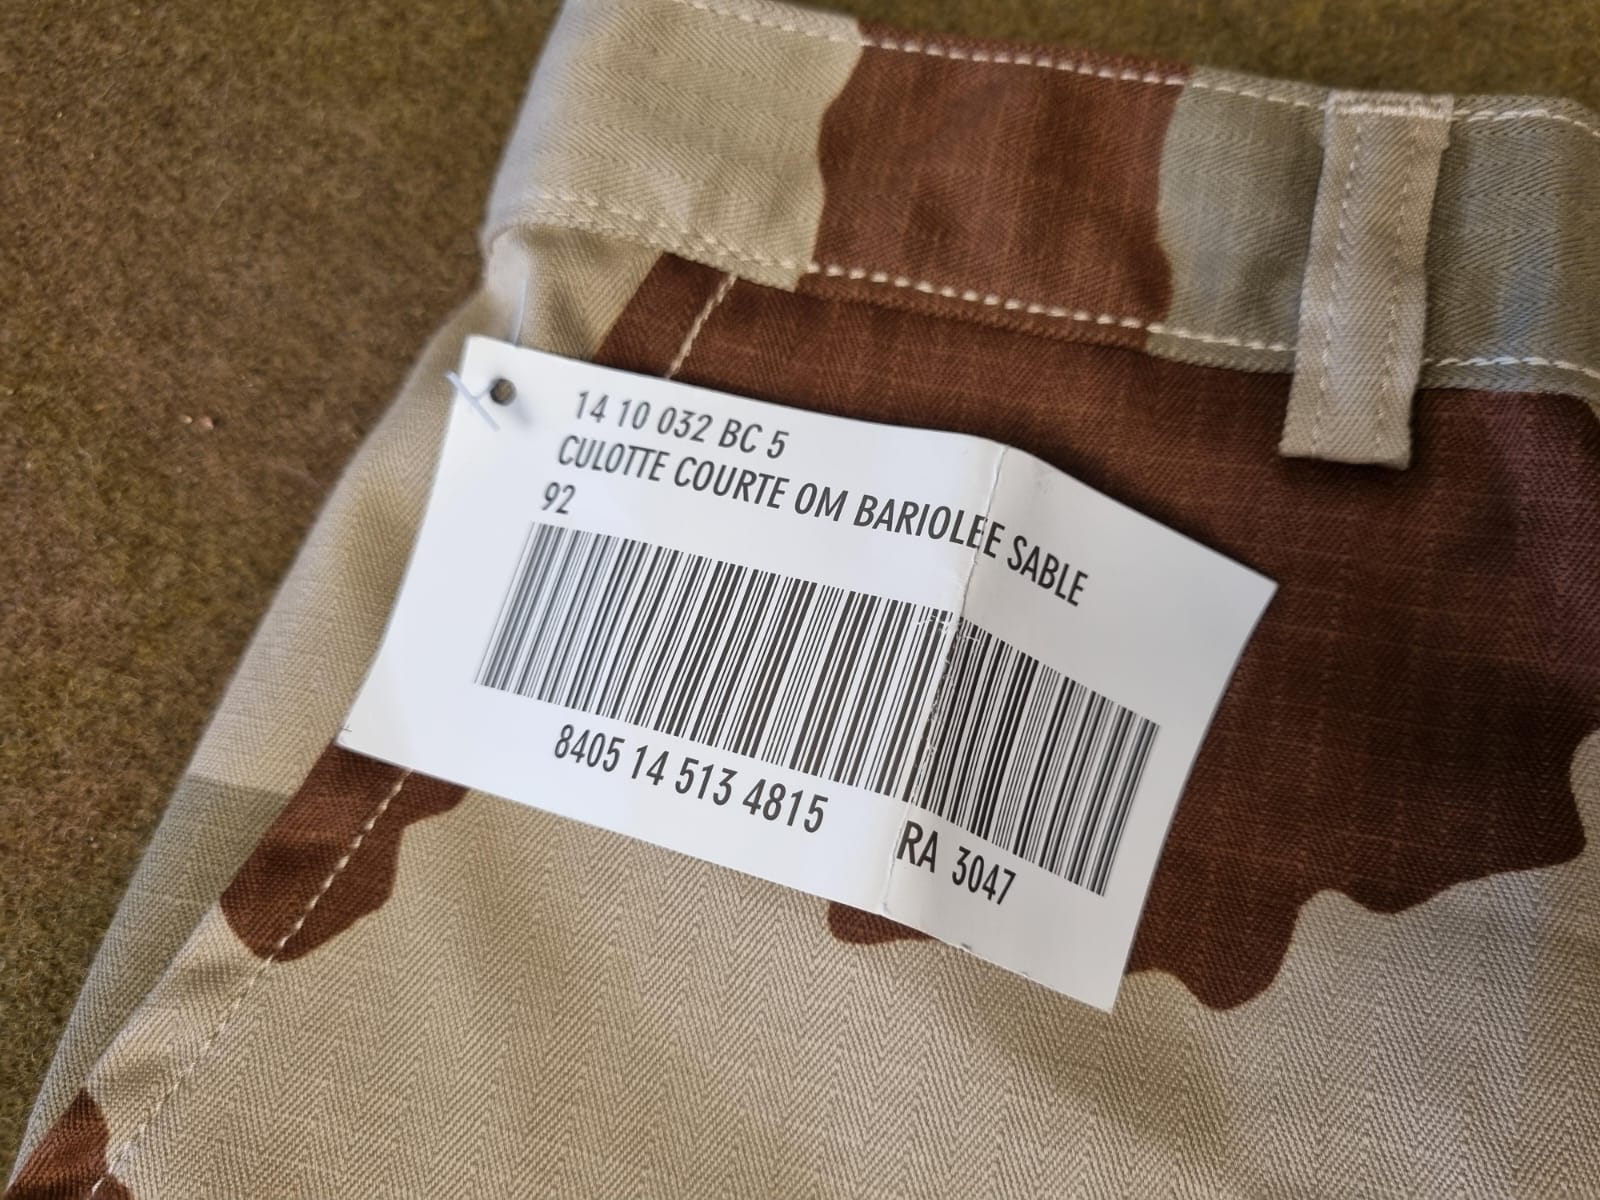 14 10 032 BC 5
CULOTTE COURTE OM BARIOLEE SABLE
92
8405 14 513 4815
RA 3047